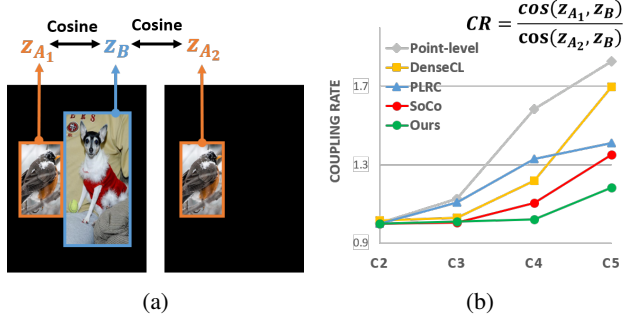 Cosine Cosine
z_{A_1} z_B z_{A_2}
(a)
CR = cos(z_{A_1}, z_B) / cos(z_{A_2}, z_B)
Point-level
DenseCL
PLRC
SoCo
Ours
COUPLING RATE
1.7
1.3
0.9
C2 C3 C4 C5
(b)